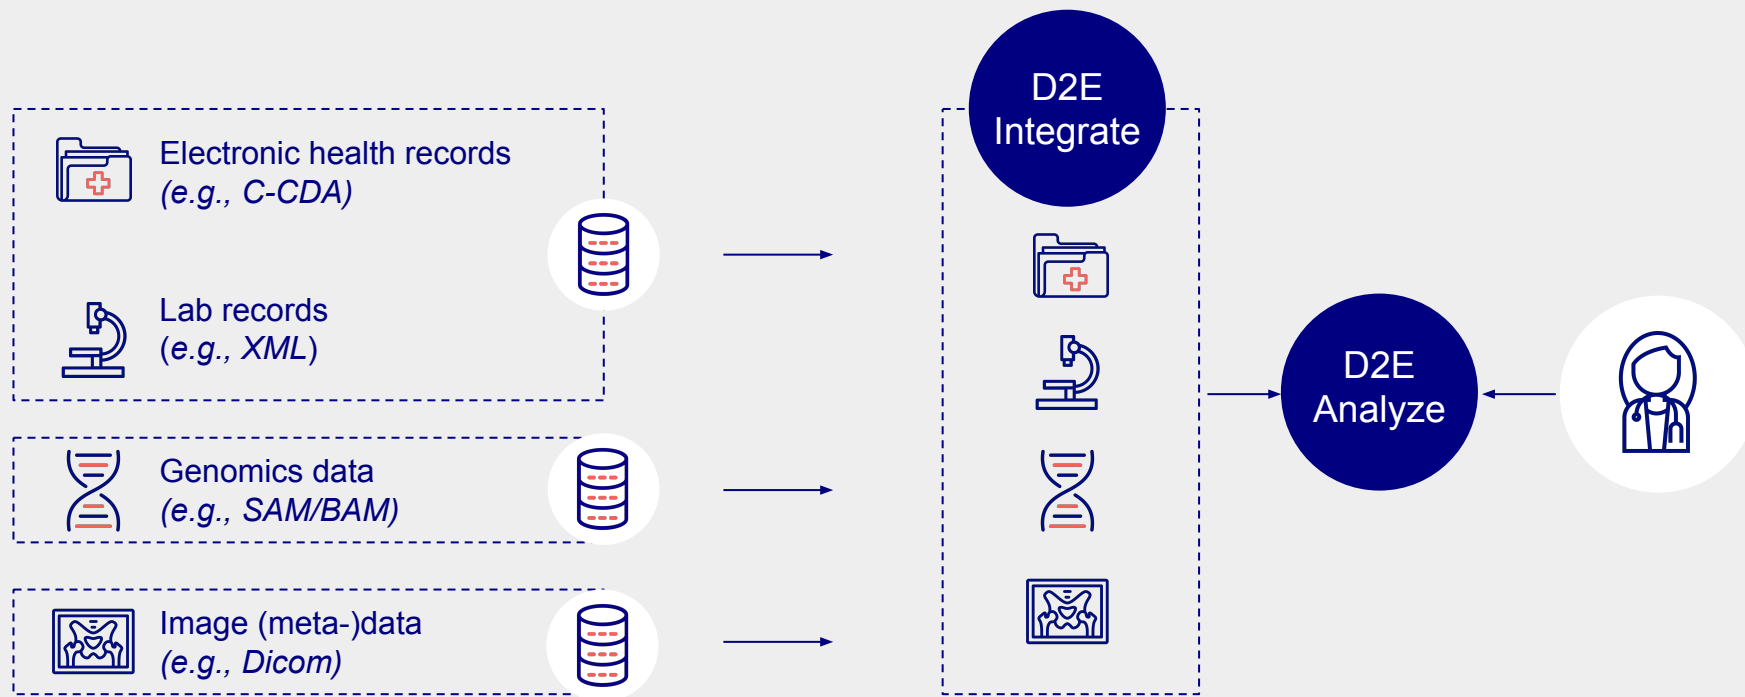 Electronic health records
(e.g., C-CDA)
Lab records
(e.g., XML)
Genomics data
(e.g., SAM/BAM)
Image (meta-)data
(e.g., Dicom)
D2E
Integrate
D2E
Analyze